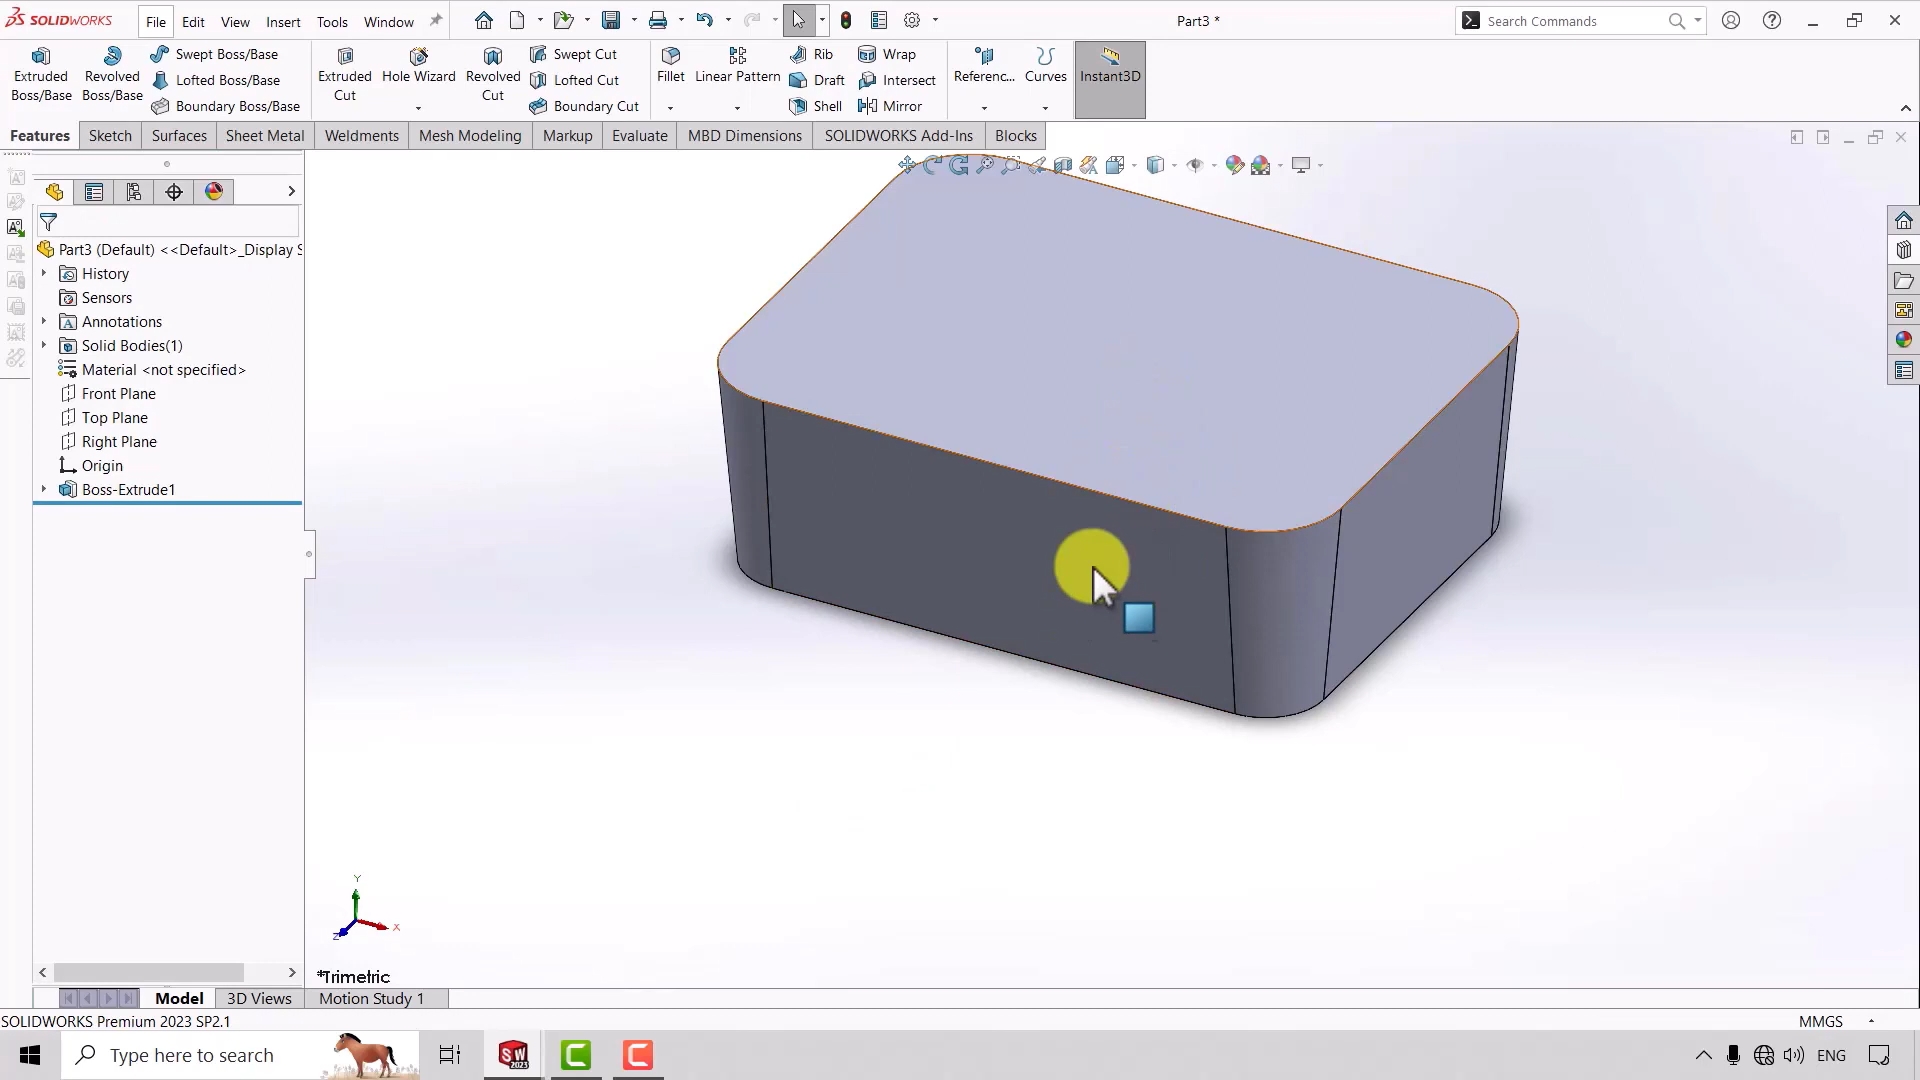 SOLIDWORKS File Edit View Insert Tools Window Part3 * Search Commands
Extruded Boss/Base
Revolved Boss/Base
Swept Boss/Base
Lofted Boss/Base
Boundary Boss/Base
Extruded Cut
Hole Wizard
Revolved Cut
Swept Cut
Lofted Cut
Boundary Cut
Fillet
Linear Pattern
Rib
Draft
Shell
Wrap
Intersect
Mirror
Referenc...
Curves
Instant3D
Features Sketch Surfaces Sheet Metal Weldments Mesh Modeling Markup Evaluate MBD Dimensions SOLIDWORKS Add-Ins Blocks
Part3 (Default) <<Default>_Display S
History
Sensors
Annotations
Solid Bodies(1)
Material <not specified>
Front Plane
Top Plane
Right Plane
Origin
Boss-Extrude1
Y
X
Z
*Trimetric
Model 3D Views Motion Study 1
SOLIDWORKS Premium 2023 SP2.1 MMGS
Type here to search ENG